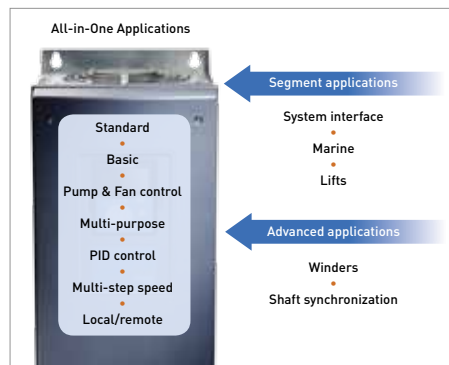 All-in-One Applications
Standard
Basic
Pump & Fan control
Multi-purpose
PID control
Multi-step speed
Local/remote
Segment applications
System interface
Marine
Lifts
Advanced applications
Winders
Shaft synchronization